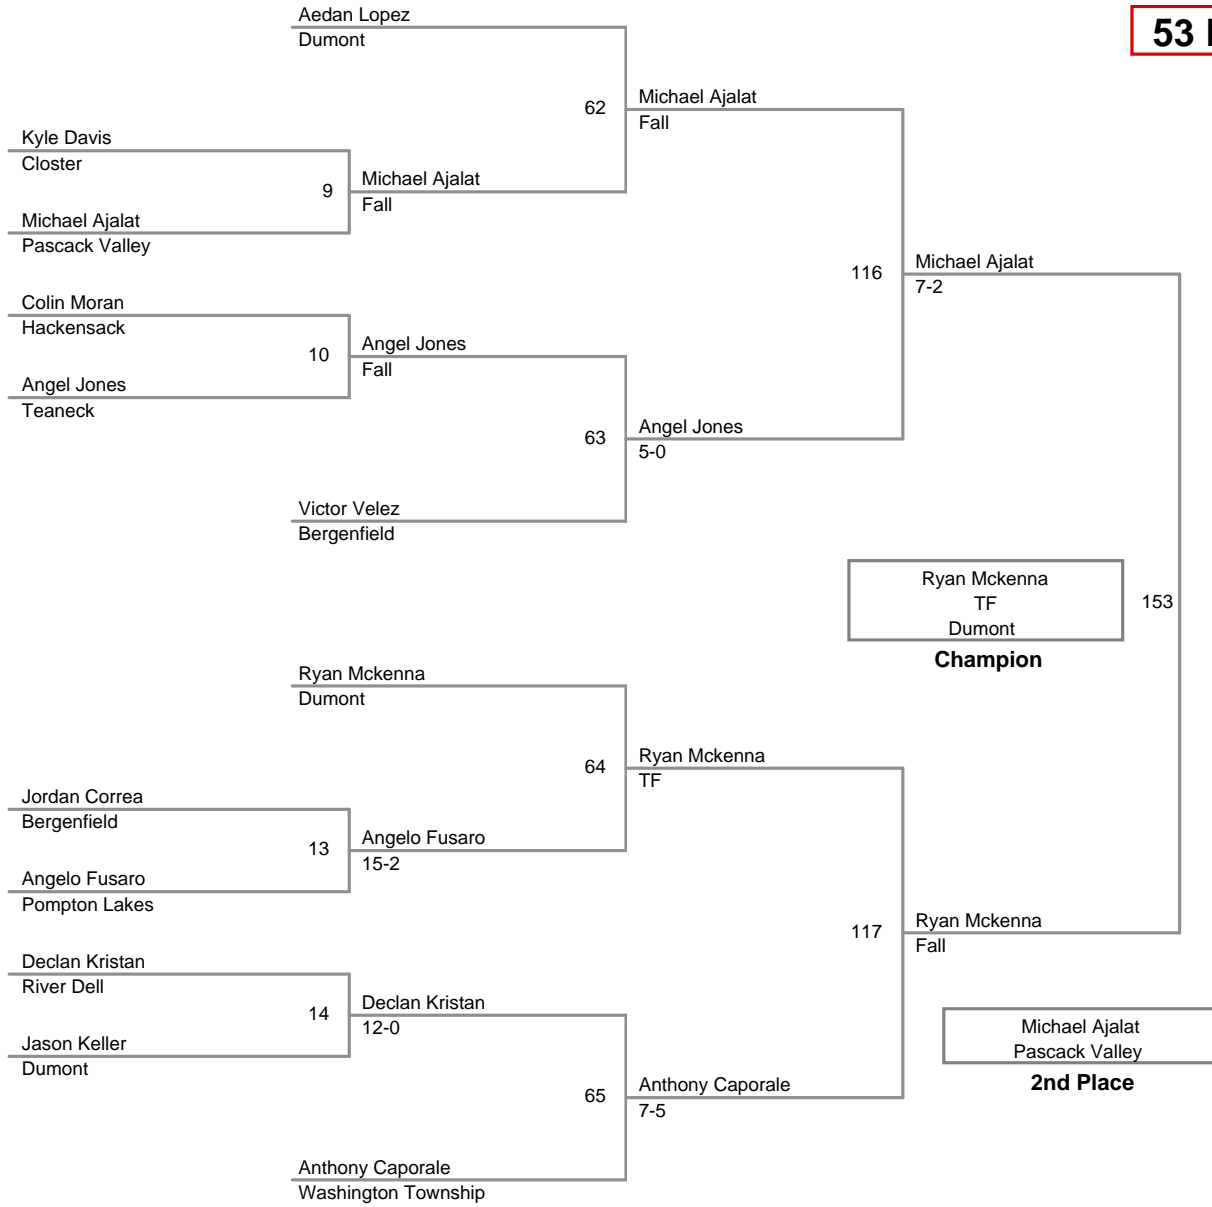 Aedan Lopez
Dumont
53
62
Michael Ajalat
Fall
Kyle Davis
Closter
9
Michael Ajalat
Fall
Michael Ajalat
Pascack Valley
116
Michael Ajalat
7-2
Colin Moran
Hackensack
10
Angel Jones
Fall
Angel Jones
Teaneck
63
Angel Jones
5-0
Victor Velez
Bergenfield
Ryan Mckenna
TF
Dumont
Champion
153
Ryan Mckenna
Dumont
64
Ryan Mckenna
TF
Jordan Correa
Bergenfield
13
Angelo Fusaro
15-2
Angelo Fusaro
Pompton Lakes
117
Ryan Mckenna
Fall
Declan Kristan
River Dell
14
Declan Kristan
12-0
Jason Keller
Dumont
Michael Ajalat
Pascack Valley
2nd Place
65
Anthony Caporale
7-5
Anthony Caporale
Washington Township